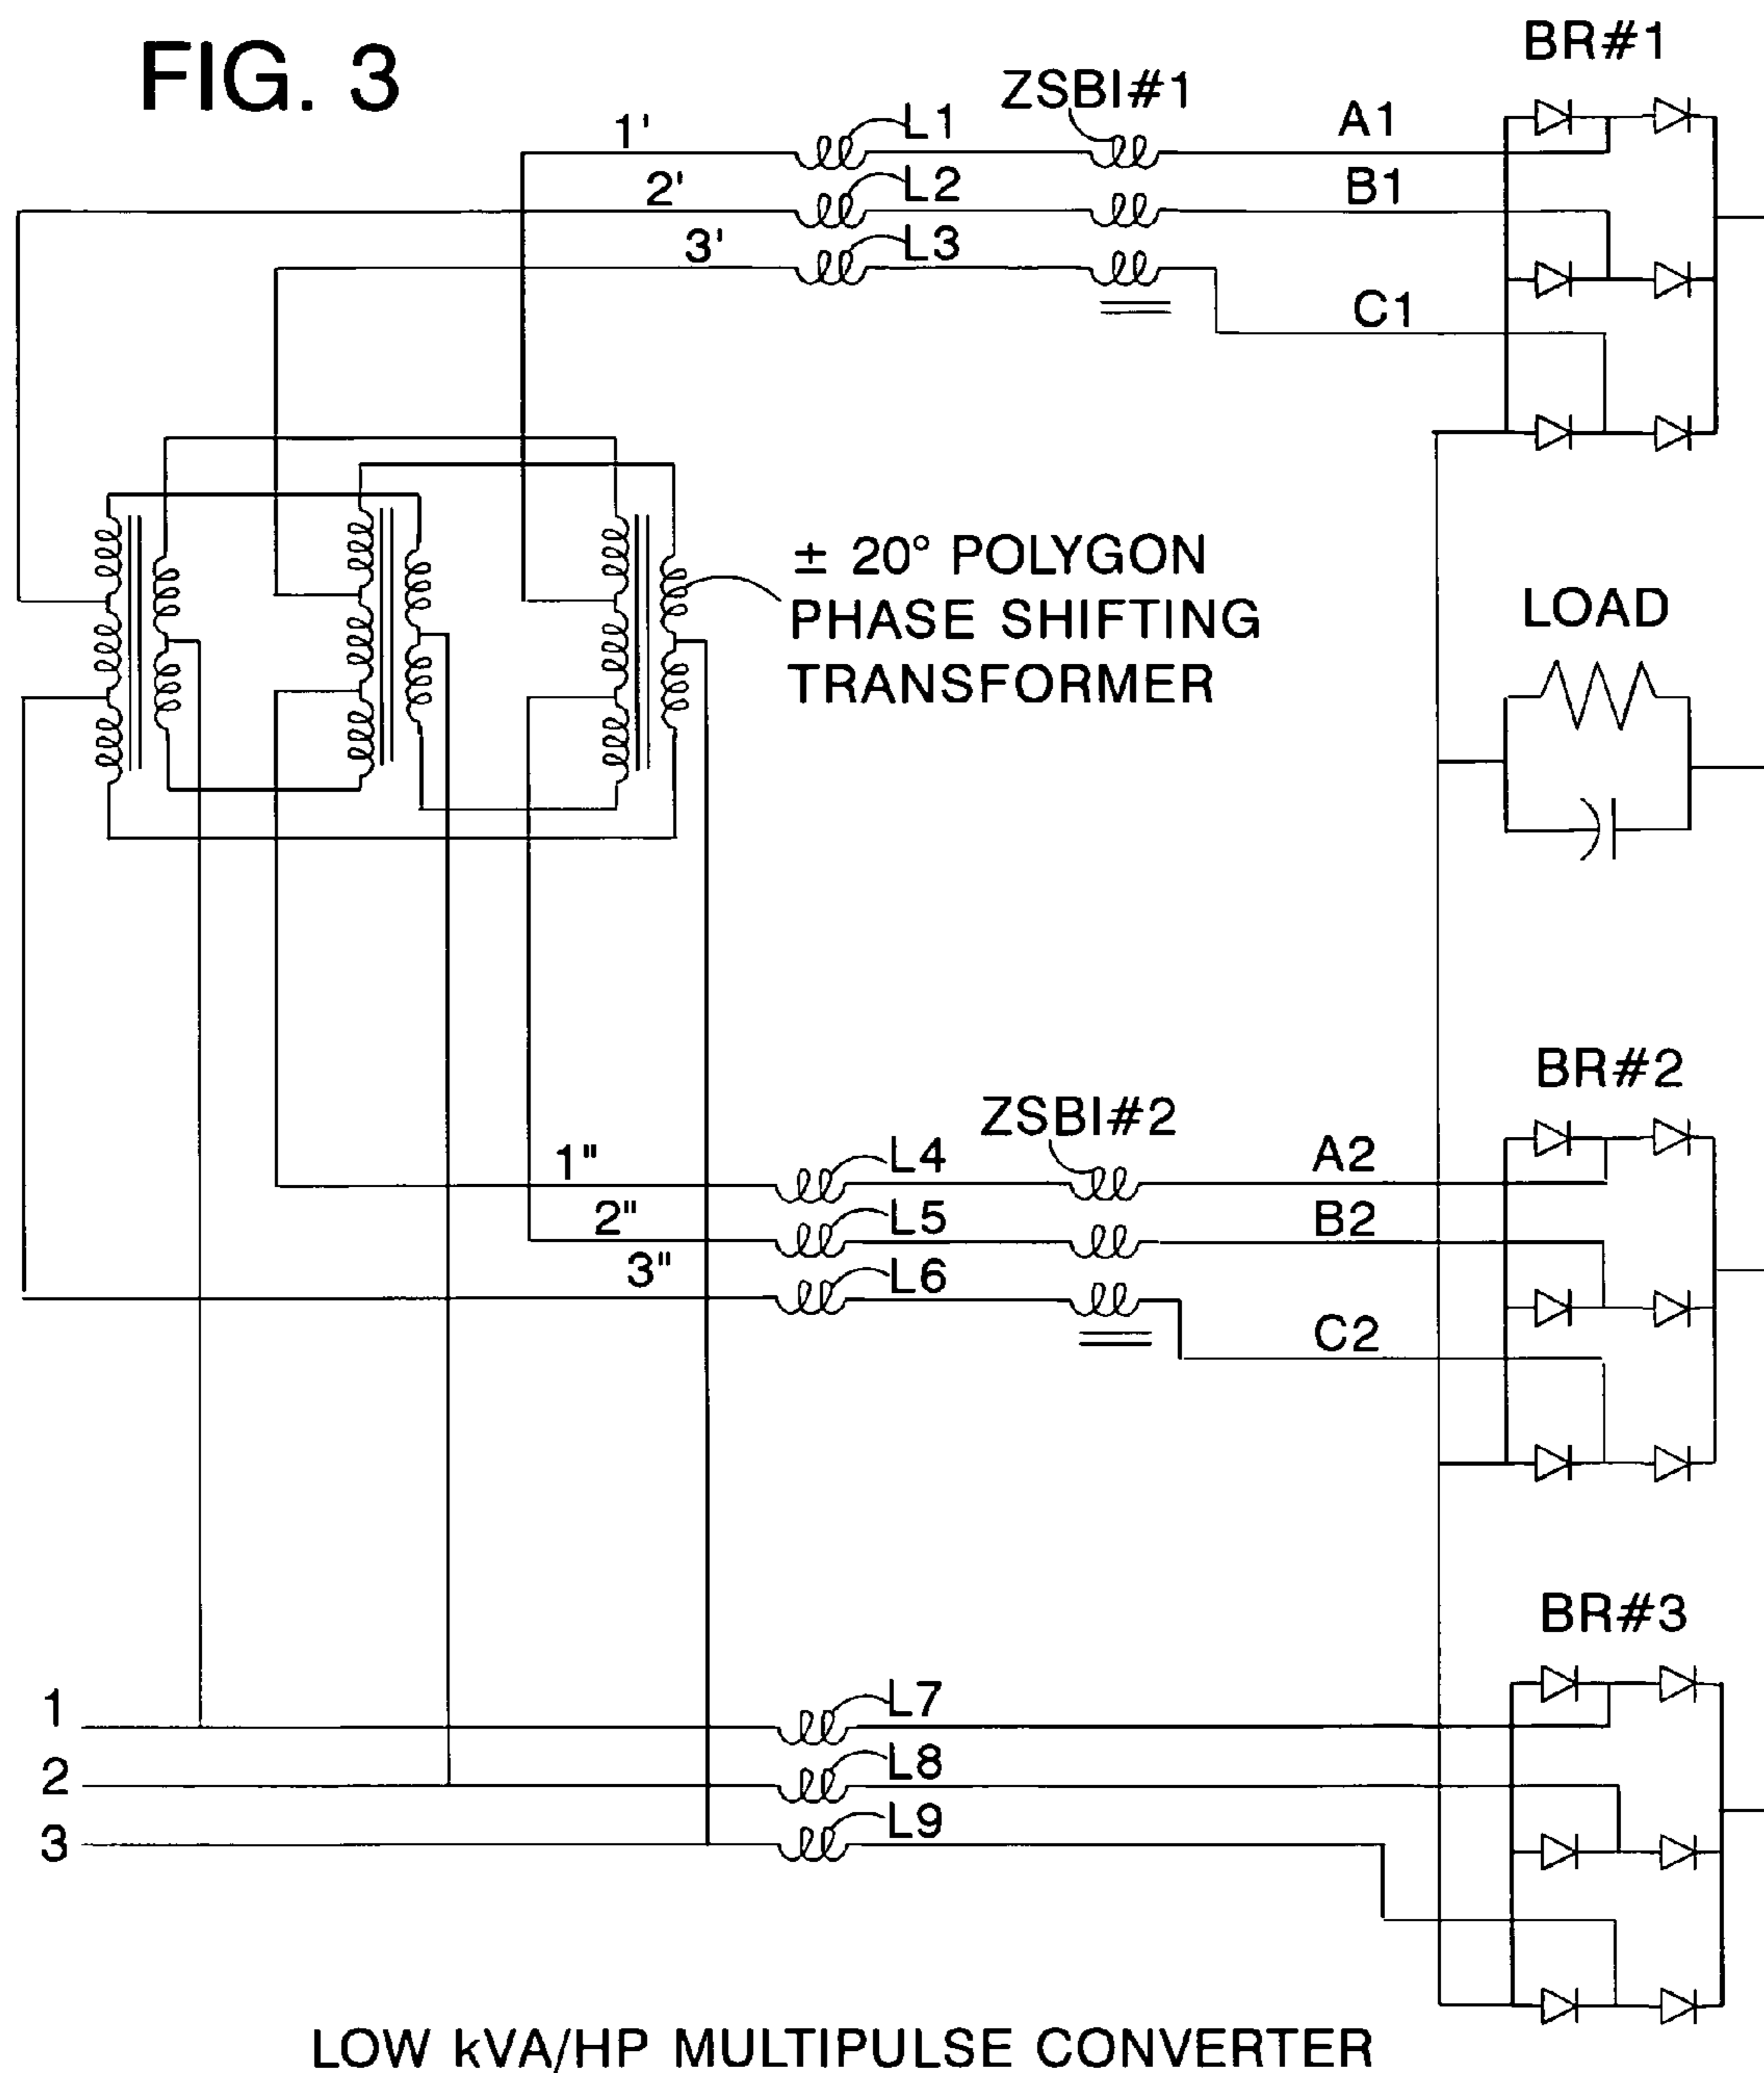 FIG. 3
BR#1
ZSBI#1
1'
L1
A1
2'
L2
B1
3'
L3
C1
± 20° POLYGON
PHASE SHIFTING
TRANSFORMER
LOAD
BR#2
ZSBI#2
1"
L4
A2
2"
L5
B2
3"
L6
C2
BR#3
1
L7
2
L8
3
L9
LOW kVA/HP MULTIPULSE CONVERTER